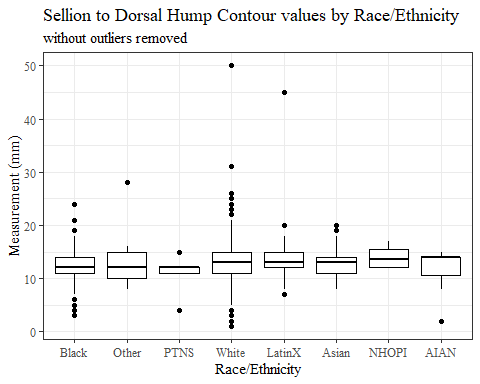 Sellion to Dorsal Hump Contour values by Race/Ethnicity
without outliers removed
Measurement (mm)
50
40
30
20
10
0
Black Other PTNS White LatinX Asian NHOPI AIAN
Race/Ethnicity